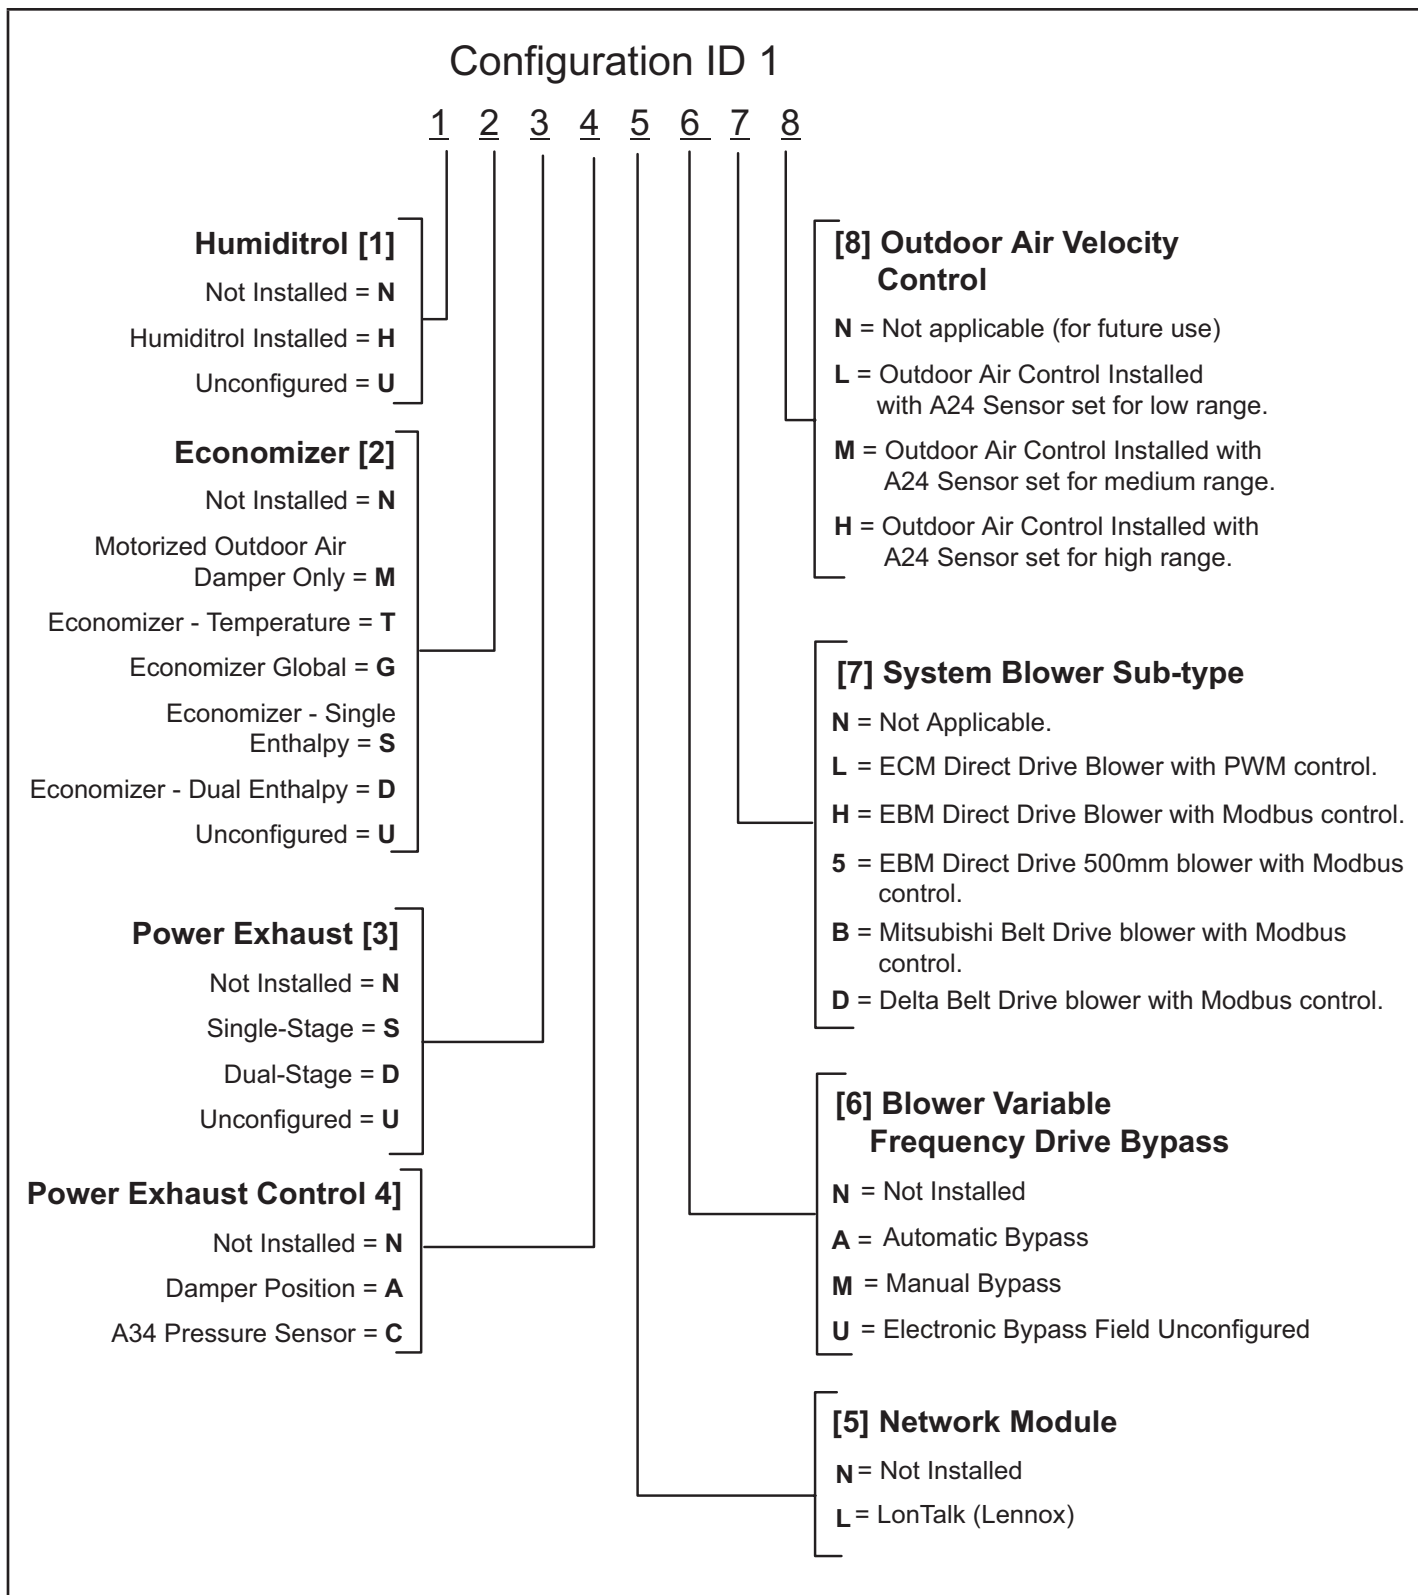 Configuration ID 1
1 2 3 4 5 6 7 8
Humiditrol [1]
Not Installed = N
Humiditrol Installed = H
Unconfigured = U
Economizer [2]
Not Installed = N
Motorized Outdoor Air
Damper Only = M
Economizer - Temperature = T
Economizer Global = G
Economizer - Single
Enthalpy = S
Economizer - Dual Enthalpy = D
Unconfigured = U
Power Exhaust [3]
Not Installed = N
Single-Stage = S
Dual-Stage = D
Unconfigured = U
Power Exhaust Control 4]
Not Installed = N
Damper Position = A
A34 Pressure Sensor = C
[8] Outdoor Air Velocity
Control
N = Not applicable (for future use)
L = Outdoor Air Control Installed
with A24 Sensor set for low range.
M = Outdoor Air Control Installed with
A24 Sensor set for medium range.
H = Outdoor Air Control Installed with
A24 Sensor set for high range.
[7] System Blower Sub-type
N = Not Applicable.
L = ECM Direct Drive Blower with PWM control.
H = EBM Direct Drive Blower with Modbus control.
5 = EBM Direct Drive 500mm blower with Modbus
control.
B = Mitsubishi Belt Drive blower with Modbus
control.
D = Delta Belt Drive blower with Modbus control.
[6] Blower Variable
Frequency Drive Bypass
N = Not Installed
A = Automatic Bypass
M = Manual Bypass
U = Electronic Bypass Field Unconfigured
[5] Network Module
N = Not Installed
L = LonTalk (Lennox)